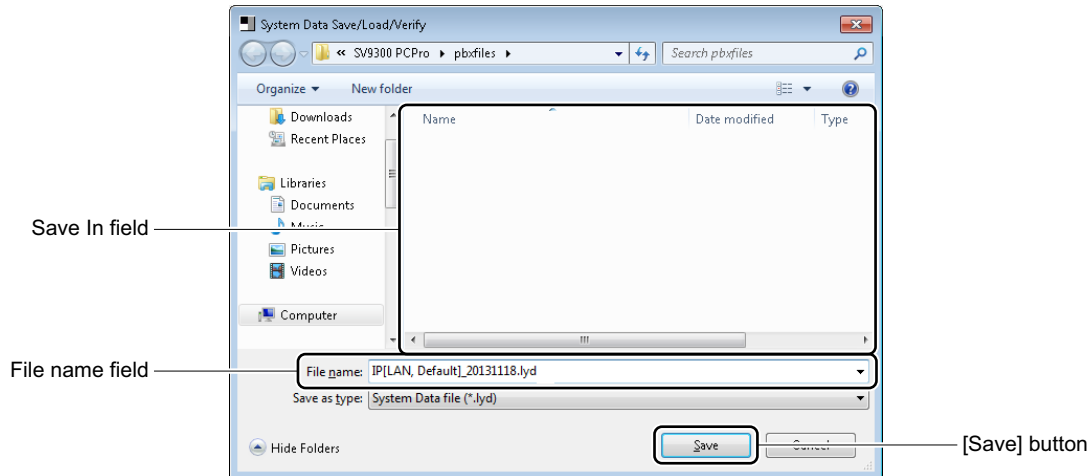 System Data Save/Load/Verify
« SV9300 PCPro pbxfiles Search pbxfiles
Organize New folder
Downloads
Recent Places
Libraries
Documents
Music
Pictures
Videos
Computer
Name Date modified Type
Save In field
File name field
File name: IP[LAN, Default]_20131118.lyd
Save as type: System Data file (*.lyd)
Hide Folders
Save Cancel
[Save] button